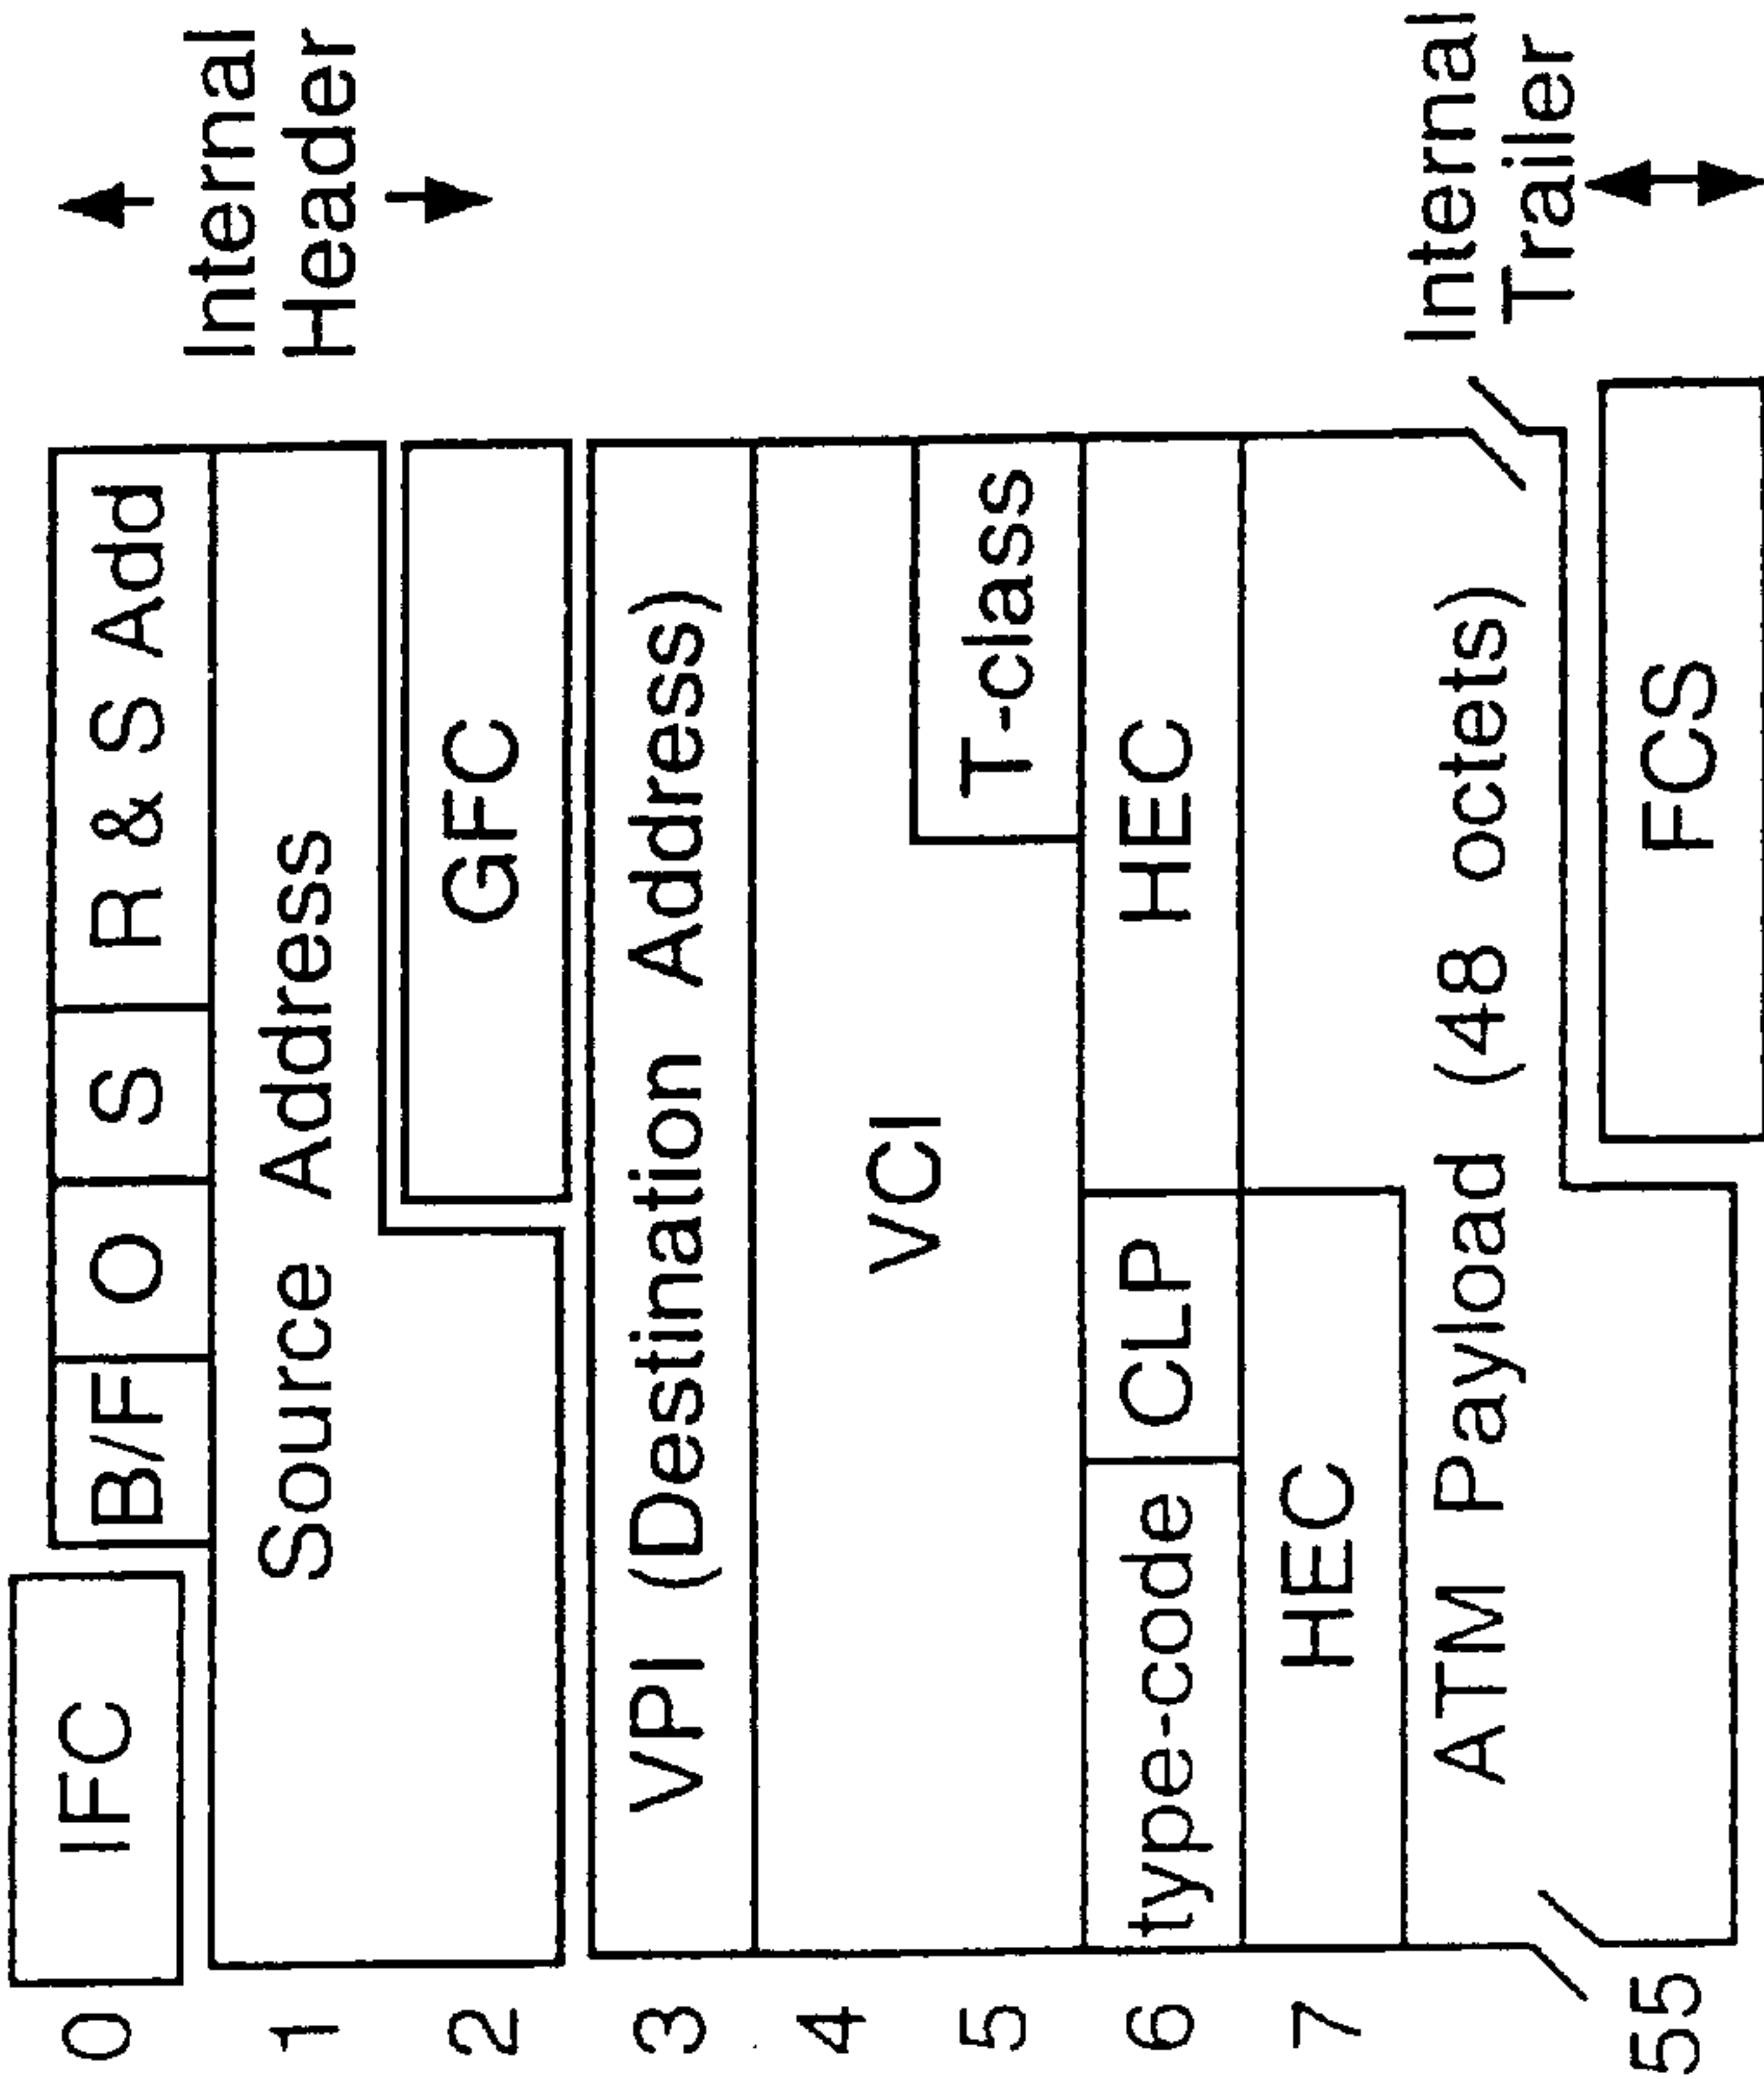 0 IFC B/F O S R & S Add
Internal
Header
1 Source Address
2 GFC
3 VPI (Destination Address)
4 VCI
5 T-class
6 type-code CLP HEC
7 HEC
ATM Payload (48 octets)
Internal
Trailer
55 FCS